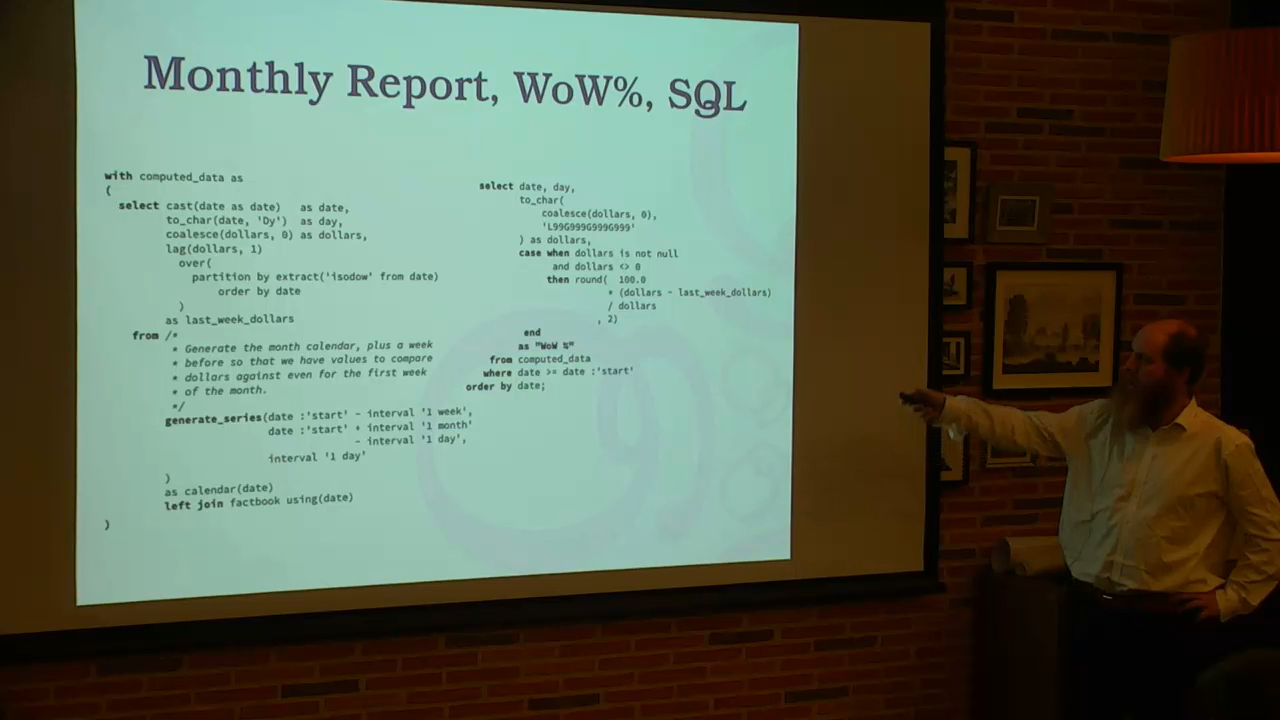 Monthly Report, WoW%, SQL
with computed_data as
(
select cast(date as date) as date,
to_char(date, 'Dy') as day,
coalesce(dollars, 0) as dollars,
lag(dollars, 1)
over(
partition by extract('isodow' from date)
order by date
)
as last_week_dollars
from /*
* Generate the month calendar, plus a week
* before so that we have values to compare
* dollars against even for the first week
* of the month.
*/
generate_series(date :'start' - interval '1 week',
date :'start' + interval '1 month'
- interval '1 day',
interval '1 day'
)
as calendar(date)
left join factbook using(date)
)
select date, day,
to_char(
coalesce(dollars, 0),
'L99G999G999G999'
) as dollars,
case when dollars is not null
and dollars <> 0
then round( 100.0
* (dollars - last_week_dollars)
/ dollars
, 2)
end
as "WoW %"
from computed_data
where date >= date :'start'
order by date;